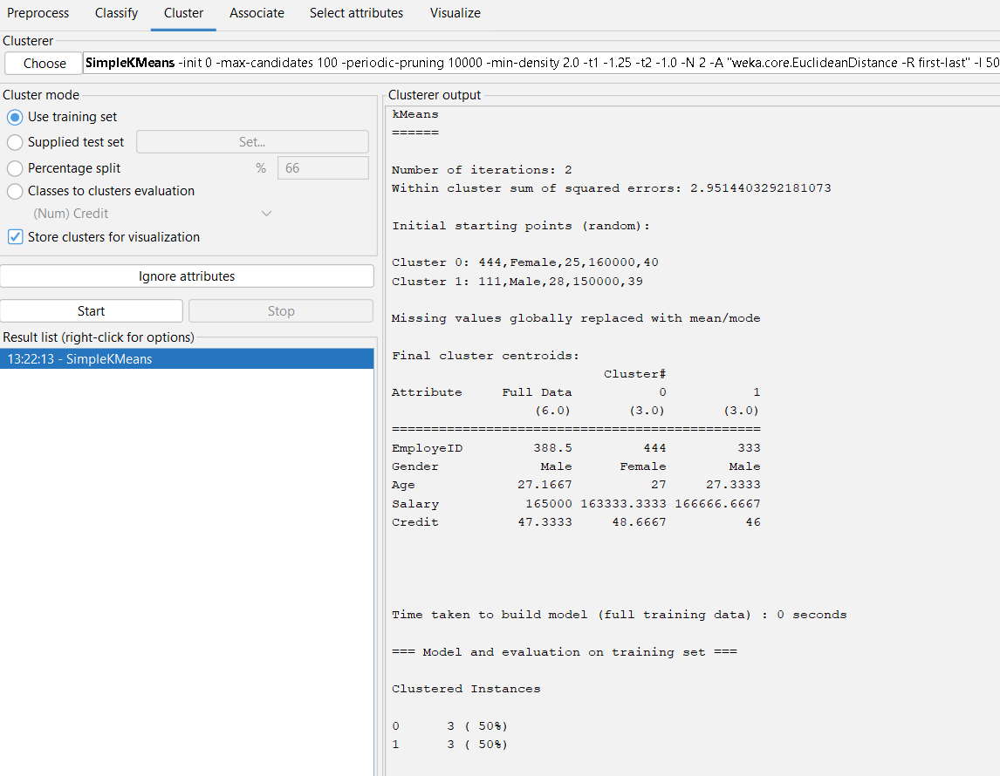 Preprocess Classify Cluster Associate Select attributes Visualize
Clusterer
Choose SimpleKMeans -init 0 -max-candidates 100 -periodic-pruning 10000 -min-density 2.0 -t1 -1.25 -t2 -1.0 -N 2 -A "weka.core.EuclideanDistance -R first-last" -I 50
Cluster mode
Use training set
Supplied test set Set...
Percentage split % 66
Classes to clusters evaluation
(Num) Credit
Store clusters for visualization
Ignore attributes
Start Stop
Result list (right-click for options)
13:22:13 - SimpleKMeans
Clusterer output
kMeans
======
Number of iterations: 2
Within cluster sum of squared errors: 2.9514403292181073
Initial starting points (random):
Cluster 0: 444,Female,25,160000,40
Cluster 1: 111,Male,28,150000,39
Missing values globally replaced with mean/mode
Final cluster centroids:
Cluster#
Attribute Full Data 0 1
(6.0) (3.0) (3.0)
================================================
EmployeID 388.5 444 333
Gender Male Female Male
Age 27.1667 27 27.3333
Salary 165000 163333.3333 166666.6667
Credit 47.3333 48.6667 46
Time taken to build model (full training data) : 0 seconds
=== Model and evaluation on training set ===
Clustered Instances
0 3 ( 50%)
1 3 ( 50%)